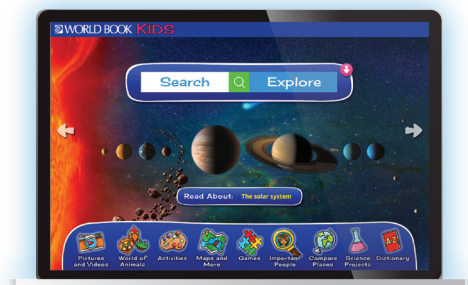 WORLD BOOK KIDS
Search Explore
Read About: The solar system
Pictures and Videos
World of Animals
Activities
Maps and More
Games
Important People
Compare Places
Science Projects
Dictionary
A-Z